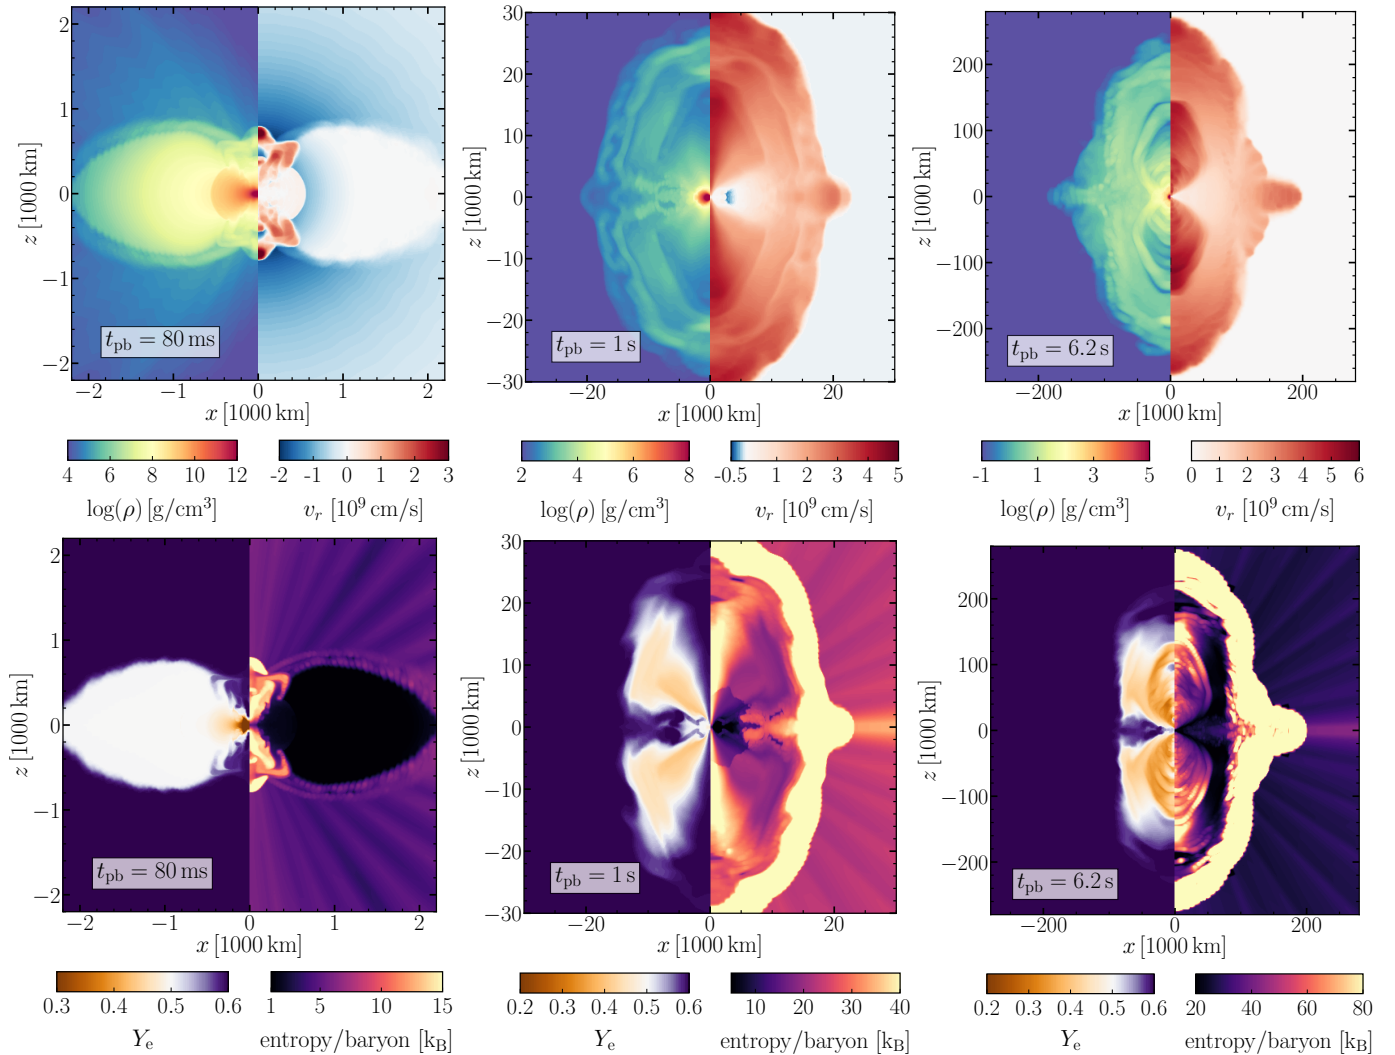 2
1
0
−1
−2
z [1000 km]
−2 −1 0 1 2
x [1000 km]
t_pb = 80 ms
4 6 8 10 12
log(ρ) [g/cm³]
-2 -1 0 1 2 3
v_r [10⁹ cm/s]
30
20
10
0
−10
−20
−30
z [1000 km]
−20 0 20
x [1000 km]
t_pb = 1 s
2 4 6 8
log(ρ) [g/cm³]
-0.5 1 2 3 4 5
v_r [10⁹ cm/s]
200
100
0
−100
−200
z [1000 km]
−200 −100 0 100 200
x [1000 km]
t_pb = 6.2 s
-1 1 3 5
log(ρ) [g/cm³]
0 1 2 3 4 5 6
v_r [10⁹ cm/s]
2
1
0
−1
−2
z [1000 km]
−2 −1 0 1 2
x [1000 km]
t_pb = 80 ms
0.3 0.4 0.5 0.6
Y_e
1 5 10 15
entropy/baryon [k_B]
30
20
10
0
−10
−20
−30
z [1000 km]
−20 0 20
x [1000 km]
t_pb = 1 s
0.2 0.3 0.4 0.5 0.6
Y_e
10 20 30 40
entropy/baryon [k_B]
200
100
0
−100
−200
z [1000 km]
−200 0 200
x [1000 km]
t_pb = 6.2 s
0.2 0.3 0.4 0.5 0.6
Y_e
20 40 60 80
entropy/baryon [k_B]